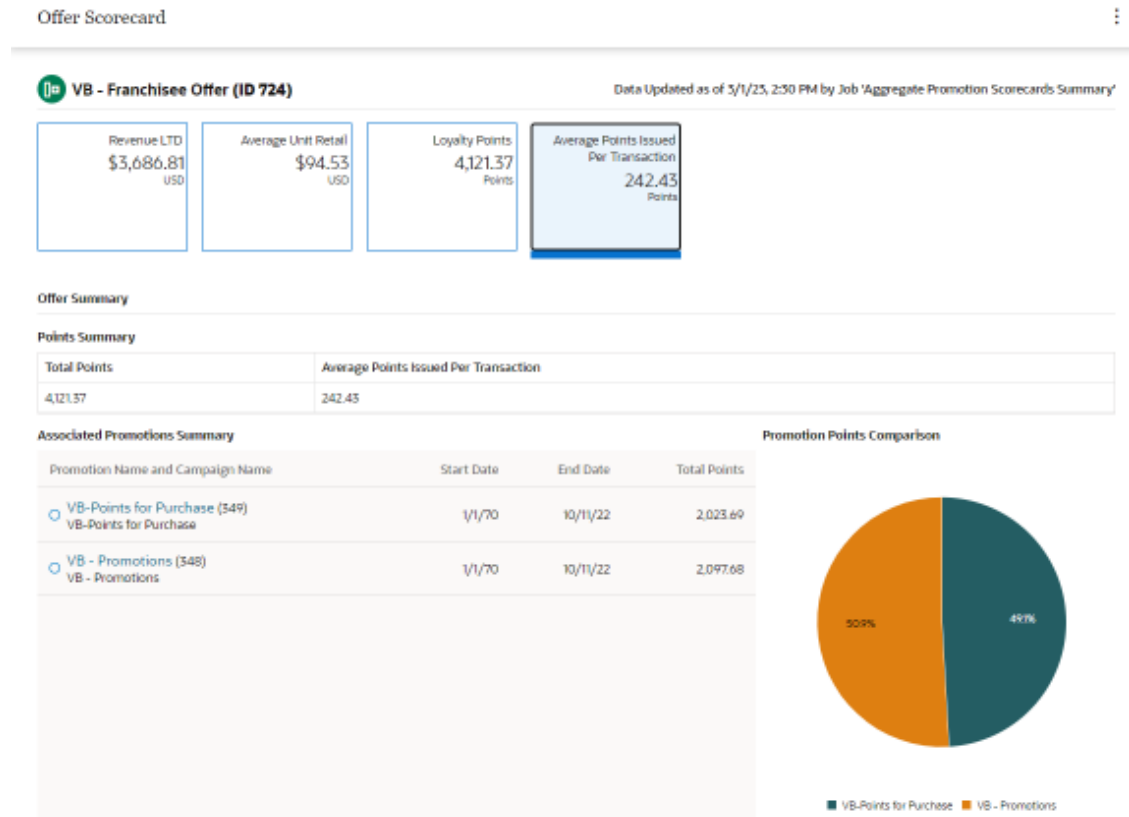 Offer Scorecard
VB - Franchisee Offer (ID 724)
Data Updated as of 3/1/23, 2:30 PM by Job 'Aggregate Promotion Scorecards Summary'
Revenue LTD
$3,686.81
USD
Average Unit Retail
$94.53
USD
Loyalty Points
4,121.37
Points
Average Points Issued
Per Transaction
242.43
Points
Offer Summary
Points Summary
Total Points Average Points Issued Per Transaction
4,121.37 242.43
Associated Promotions Summary
Promotion Name and Campaign Name Start Date End Date Total Points
VB-Points for Purchase (349)
VB-Points for Purchase
1/1/70 10/11/22 2,023.69
VB - Promotions (348)
VB - Promotions
1/1/70 10/11/22 2,097.68
Promotion Points Comparison
50.9%
49.1%
VB-Points for Purchase VB - Promotions